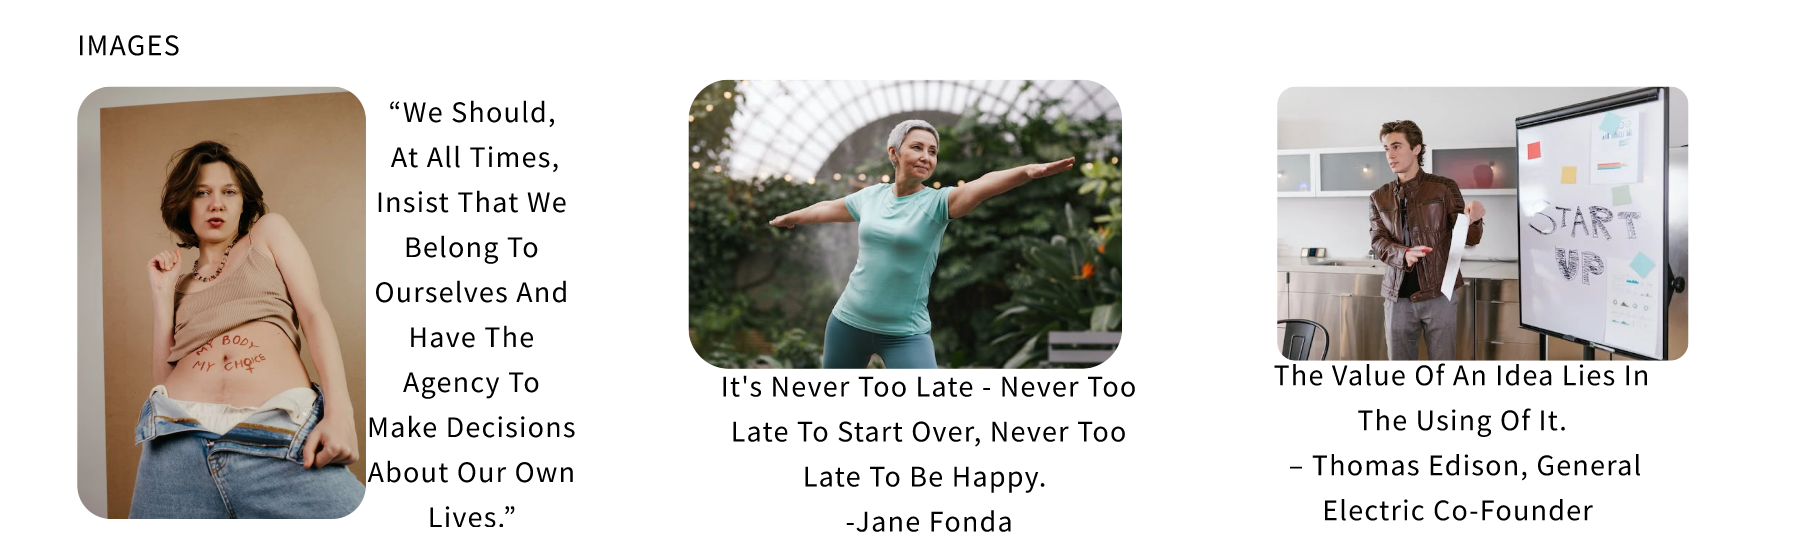 IMAGES
“We Should,
At All Times,
Insist That We
Belong To
Ourselves And
Have The
Agency To
Make Decisions
About Our Own
Lives.”
MY BODY
MY CHOICE
It's Never Too Late - Never Too
Late To Start Over, Never Too
Late To Be Happy.
-Jane Fonda
START
UP
The Value Of An Idea Lies In
The Using Of It.
– Thomas Edison, General
Electric Co-Founder